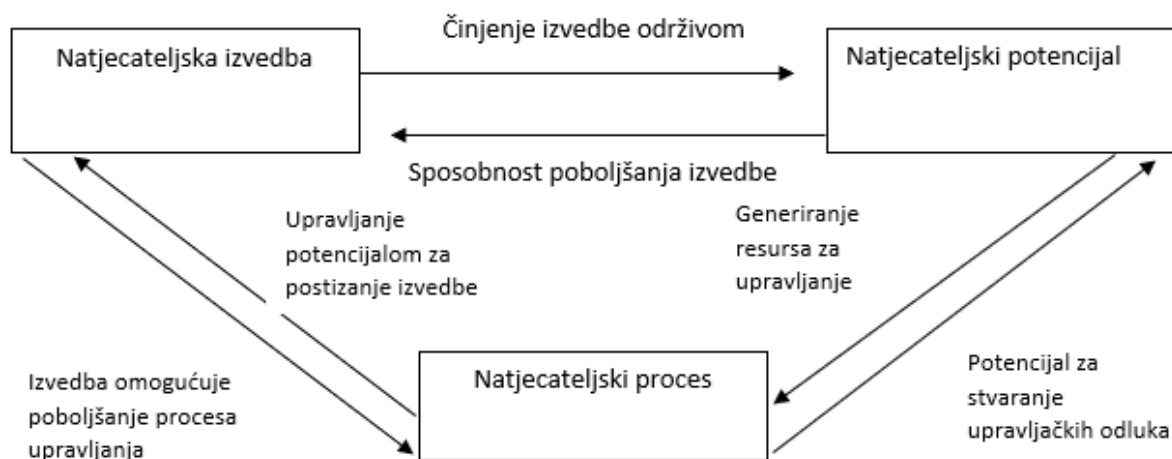 Činjenje izvedbe održivom
Natjecateljska izvedba
Natjecateljski potencijal
Sposobnost poboljšanja izvedbe
Upravljanje
potencijalom za
postizanje izvedbe
Generiranje
resursa za
upravljanje
Natjecateljski proces
Izvedba omogućuje
poboljšanje procesa
upravljanja
Potencijal za
stvaranje
upravljačkih odluka